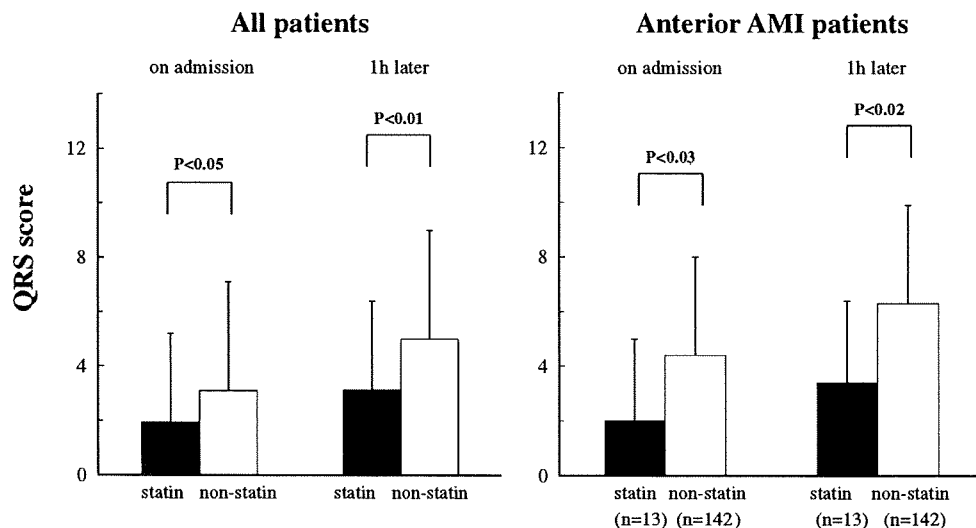 All patients
on admission 1h later
P<0.05
P<0.01
QRS score
12
8
4
0
statin non-statin statin non-statin
Anterior AMI patients
on admission 1h later
P<0.03
P<0.02
12
8
4
0
statin non-statin statin non-statin
(n=13) (n=142) (n=13) (n=142)